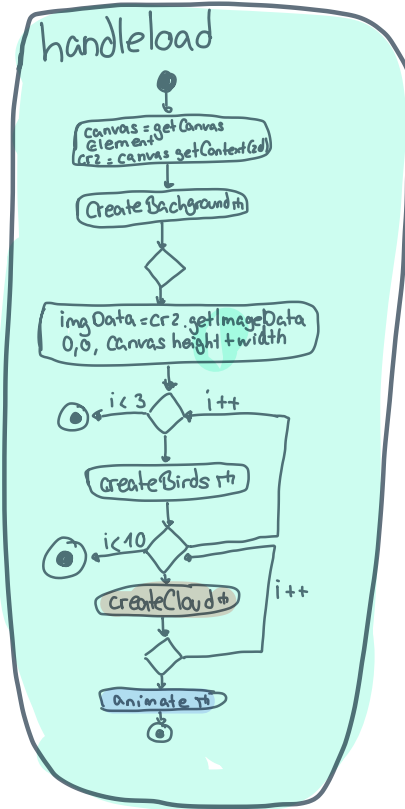 handleload
canvas = getCanvas
Element
cr2 = canvas getContext(2d)
CreateBachground
imgData = cr2.getImageData
0,0, Canvas height + width
i < 3
i++
createBirds
i<10
createCloud
i++
animate